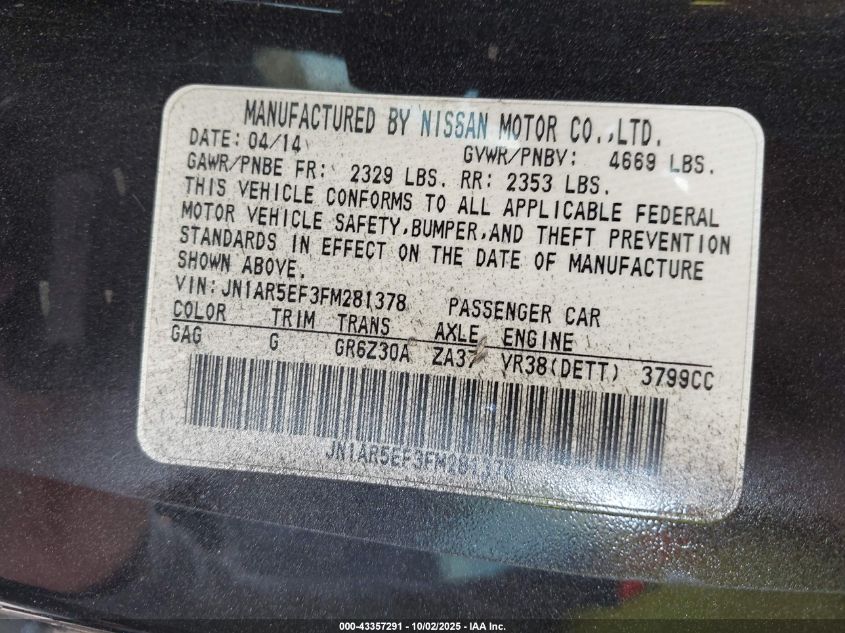 MANUFACTURED BY NISSAN MOTOR CO.,LTD.
DATE: 04/14 GVWR/PNBV: 4669 LBS.
GAWR/PNBE FR: 2329 LBS. RR: 2353 LBS.
THIS VEHICLE CONFORMS TO ALL APPLICABLE FEDERAL
MOTOR VEHICLE SAFETY,BUMPER,AND THEFT PREVENTION
STANDARDS IN EFFECT ON THE DATE OF MANUFACTURE
SHOWN ABOVE.
VIN: JN1AR5EF3FM281378 PASSENGER CAR
COLOR TRIM TRANS AXLE ENGINE
GAG G GR6Z30A ZA37 VR38(DETT) 3799CC
JN1AR5EF3FM281378
000-43357291 - 10/02/2025 - IAA Inc.